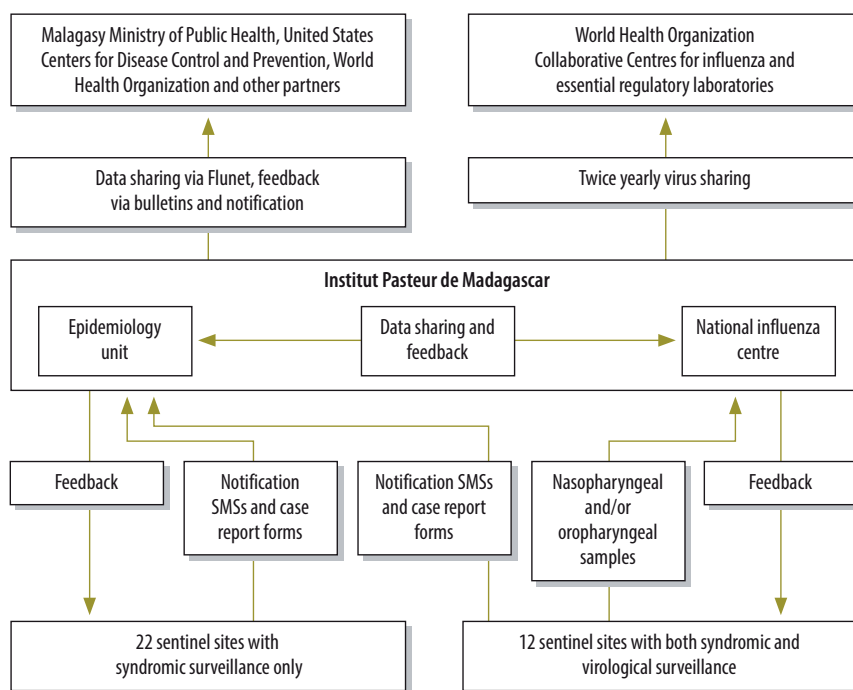 Malagasy Ministry of Public Health, United States
Centers for Disease Control and Prevention, World
Health Organization and other partners
World Health Organization
Collaborative Centres for influenza and
essential regulatory laboratories
Data sharing via Flunet, feedback
via bulletins and notification
Twice yearly virus sharing
Institut Pasteur de Madagascar
Epidemiology
unit
Data sharing and
feedback
National influenza
centre
Feedback
Notification
SMSs and case
report forms
Notification SMSs
and case report
forms
Nasopharyngeal
and/or
oropharyngeal
samples
Feedback
22 sentinel sites with
syndromic surveillance only
12 sentinel sites with both syndromic and
virological surveillance